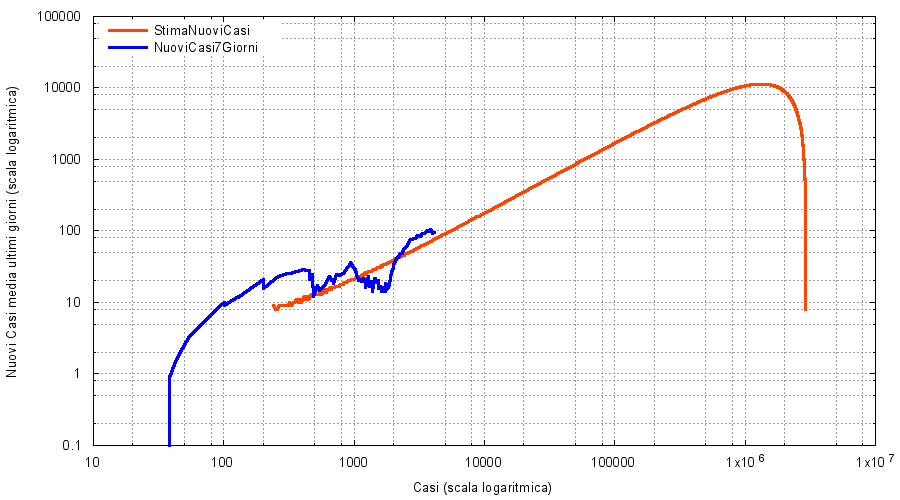 100000
10000
1000
100
10
1
0.1
StimaNuoviCasi
NuoviCasi7Giorni
Nuovi Casi media ultimi giorni (scala logaritmica)
10 100 1000 10000 100000 1x10^6 1x10^7
Casi (scala logaritmica)